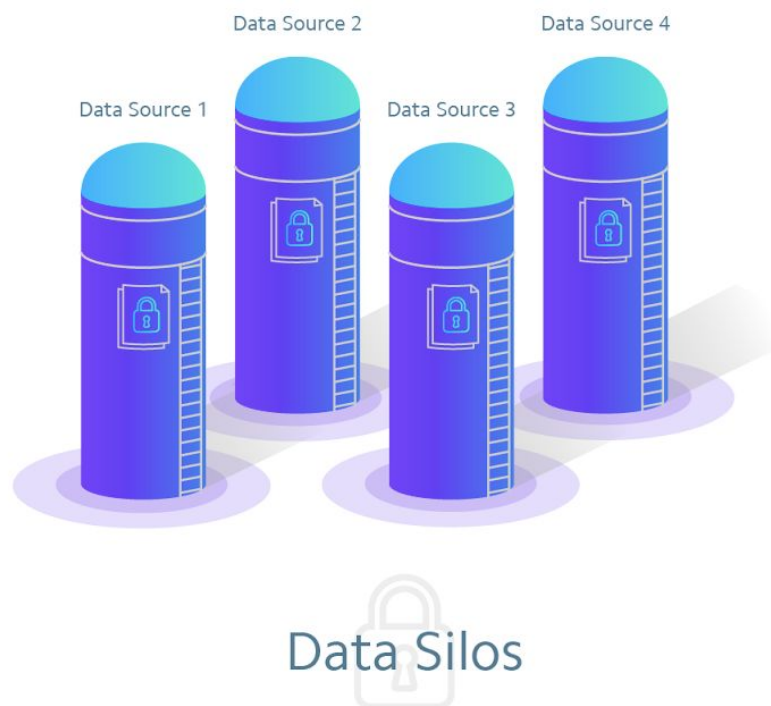 Data Source 2
Data Source 4
Data Source 1
Data Source 3
Data Silos